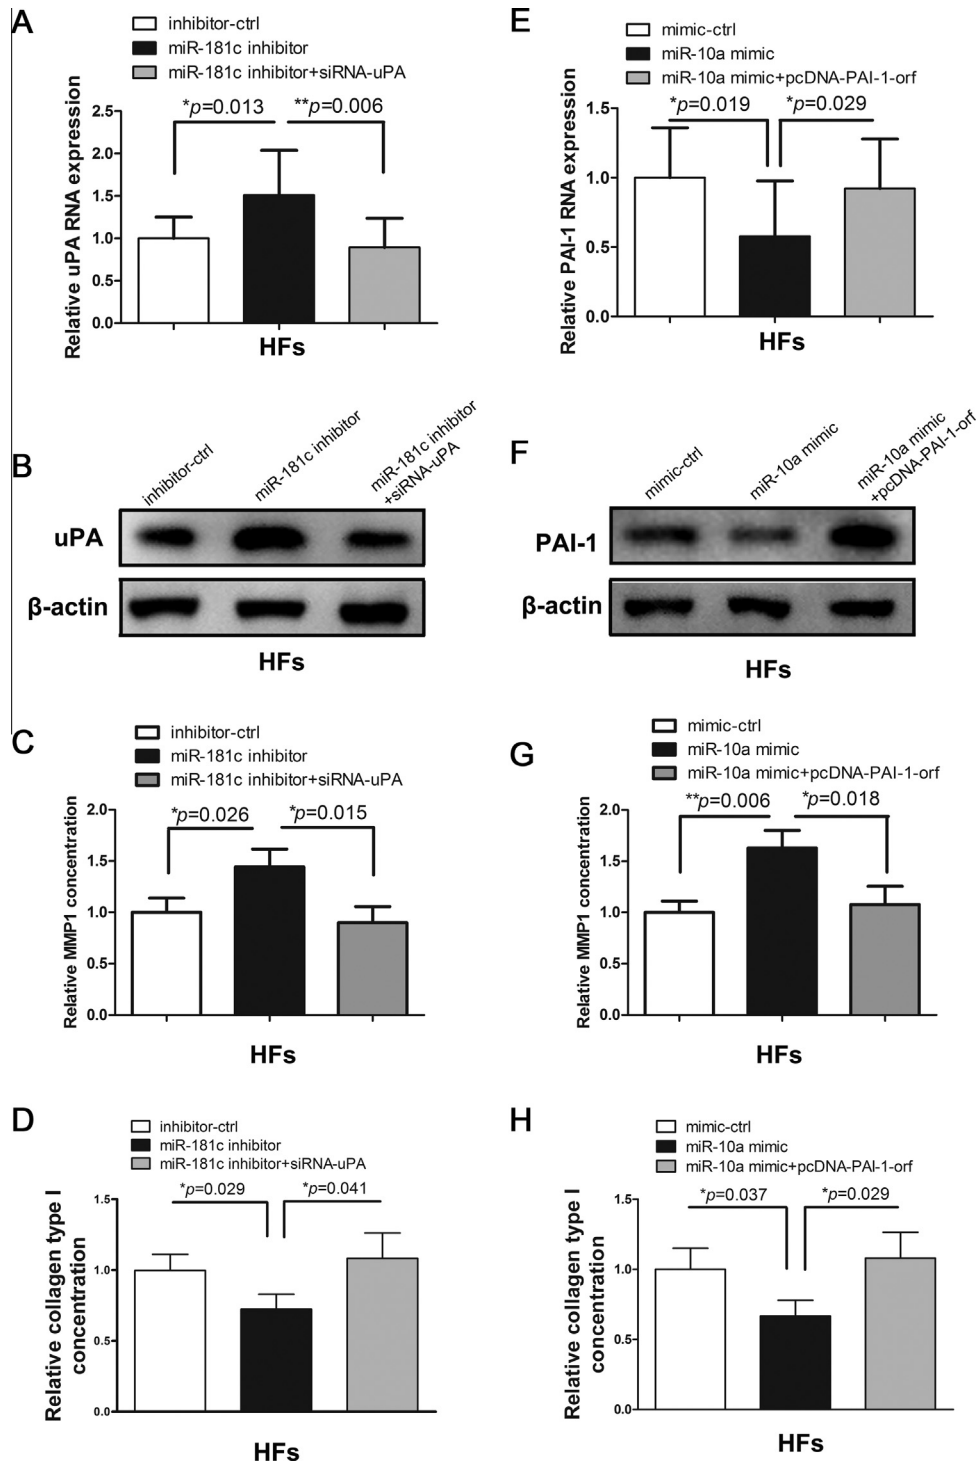 A
inhibitor-ctrl
miR-181c inhibitor
miR-181c inhibitor+siRNA-uPA
*p=0.013
**p=0.006
Relative uPA RNA expression
2.5
2.0
1.5
1.0
0.5
0.0
HFs
E
mimic-ctrl
miR-10a mimic
miR-10a mimic+pcDNA-PAI-1-orf
*p=0.019
*p=0.029
Relative PAI-1 RNA expression
1.5
1.0
0.5
0.0
HFs
B
inhibitor-ctrl
miR-181c inhibitor
miR-181c inhibitor
+siRNA-uPA
uPA
β-actin
HFs
F
mimic-ctrl
miR-10a mimic
miR-10a mimic
+pcDNA-PAI-1-orf
PAI-1
β-actin
HFs
C
inhibitor-ctrl
miR-181c inhibitor
miR-181c inhibitor+siRNA-uPA
*p=0.026
*p=0.015
Relative MMP1 concentration
2.0
1.5
1.0
0.5
0.0
HFs
G
mimic-ctrl
miR-10a mimic
miR-10a mimic+pcDNA-PAI-1-orf
**p=0.006
*p=0.018
Relative MMP1 concentration
2.0
1.5
1.0
0.5
0.0
HFs
D
inhibitor-ctrl
miR-181c inhibitor
miR-181c inhibitor+siRNA-uPA
*p=0.029
*p=0.041
Relative collagen type I
concentration
1.5
1.0
0.5
0.0
HFs
H
mimic-ctrl
miR-10a mimic
miR-10a mimic+pcDNA-PAI-1-orf
*p=0.037
*p=0.029
Relative collagen type I
concentration
1.5
1.0
0.5
0.0
HFs